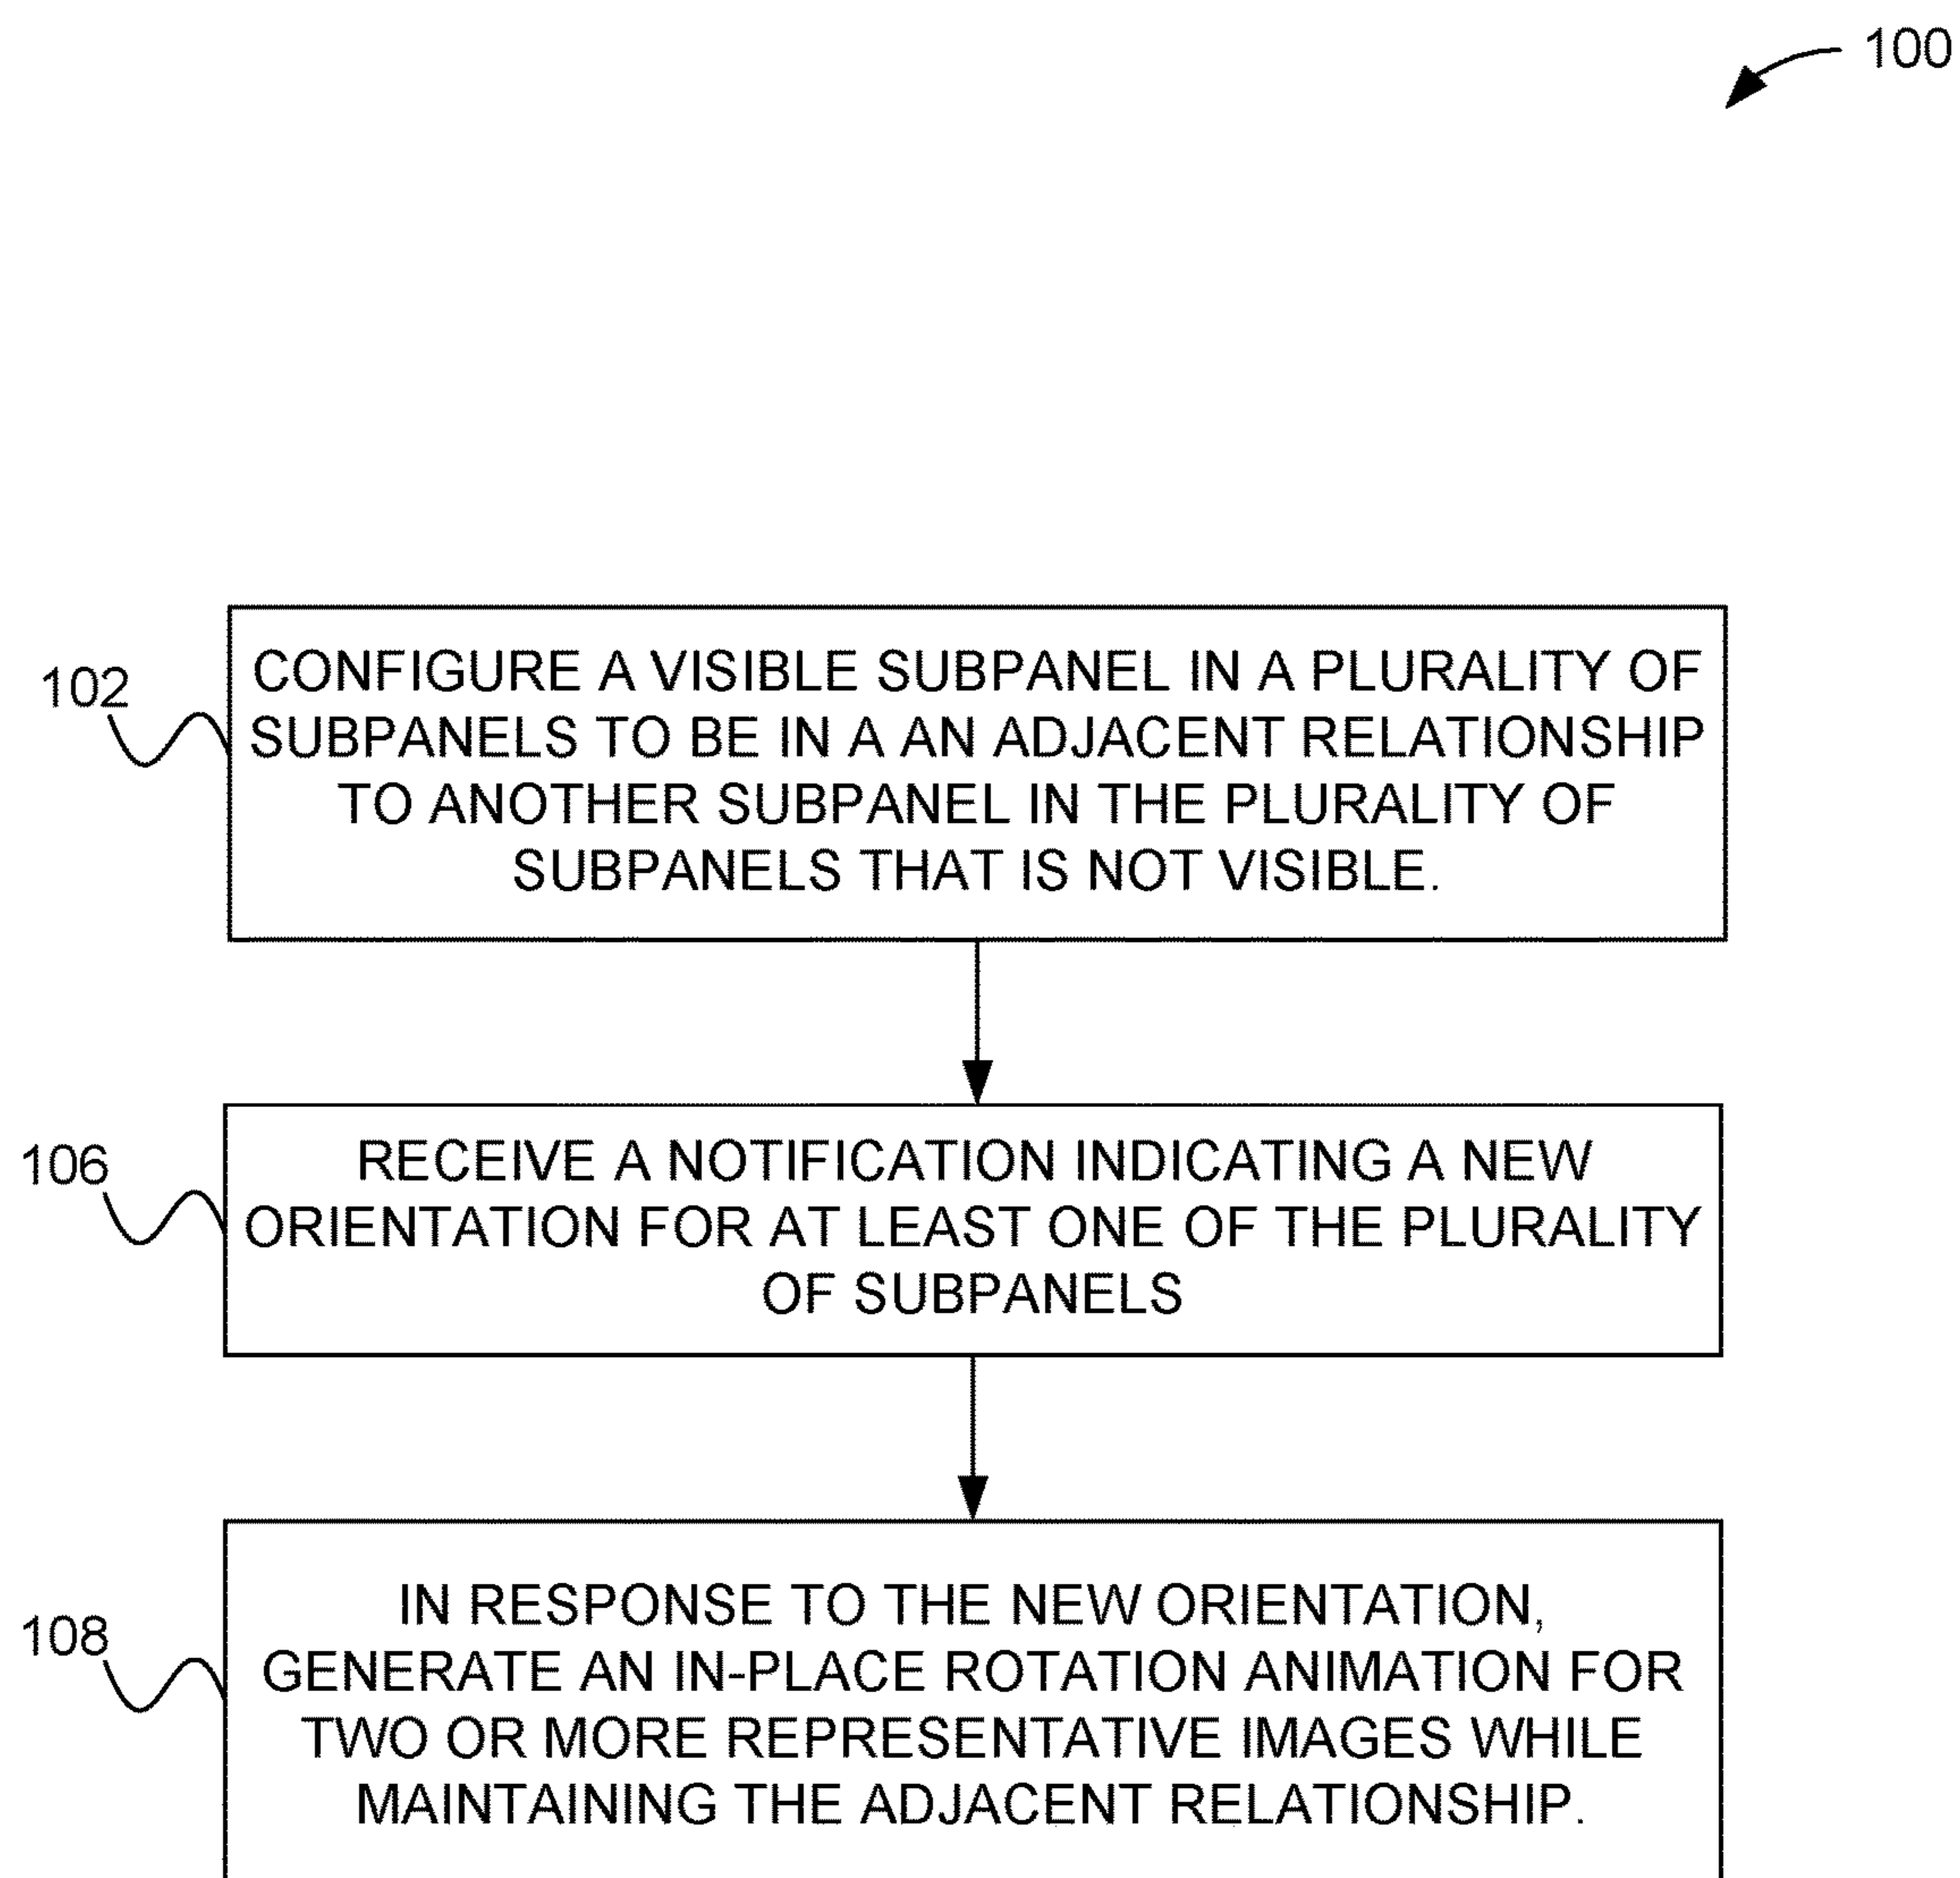 100
102
CONFIGURE A VISIBLE SUBPANEL IN A PLURALITY OF
SUBPANELS TO BE IN A AN ADJACENT RELATIONSHIP
TO ANOTHER SUBPANEL IN THE PLURALITY OF
SUBPANELS THAT IS NOT VISIBLE.
106
RECEIVE A NOTIFICATION INDICATING A NEW
ORIENTATION FOR AT LEAST ONE OF THE PLURALITY
OF SUBPANELS
108
IN RESPONSE TO THE NEW ORIENTATION,
GENERATE AN IN-PLACE ROTATION ANIMATION FOR
TWO OR MORE REPRESENTATIVE IMAGES WHILE
MAINTAINING THE ADJACENT RELATIONSHIP.